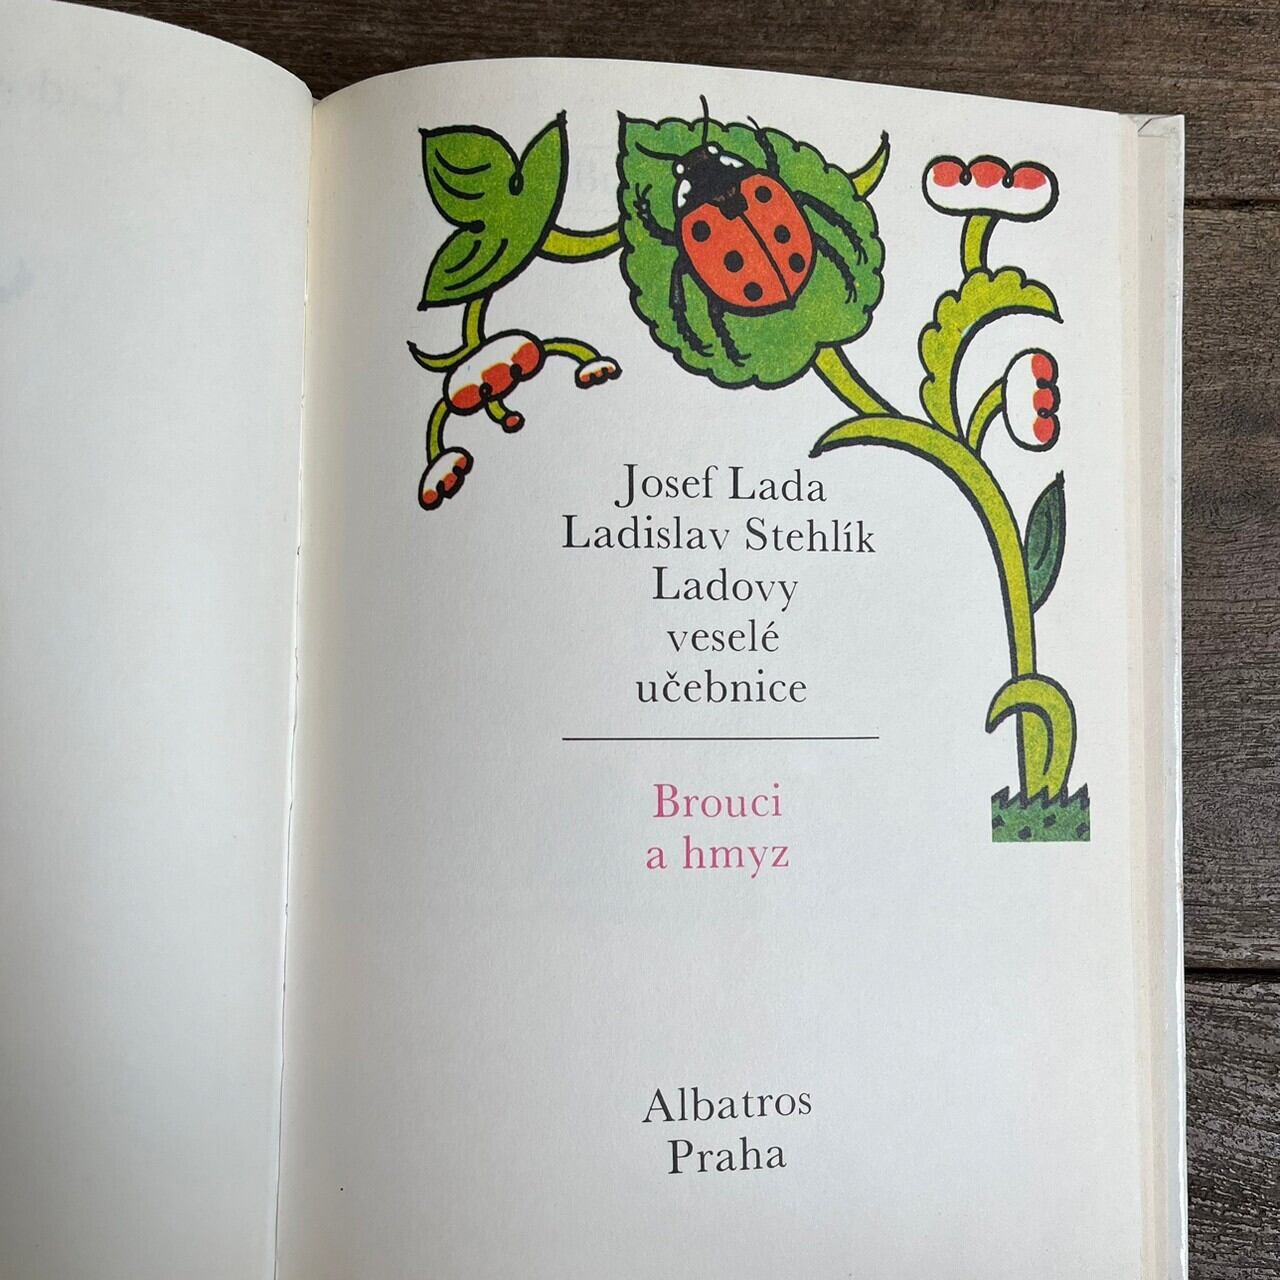 Josef Lada
Ladislav Stehlík
Ladovy
veselé
učebnice
Brouci
a hmyz
Albatros
Praha